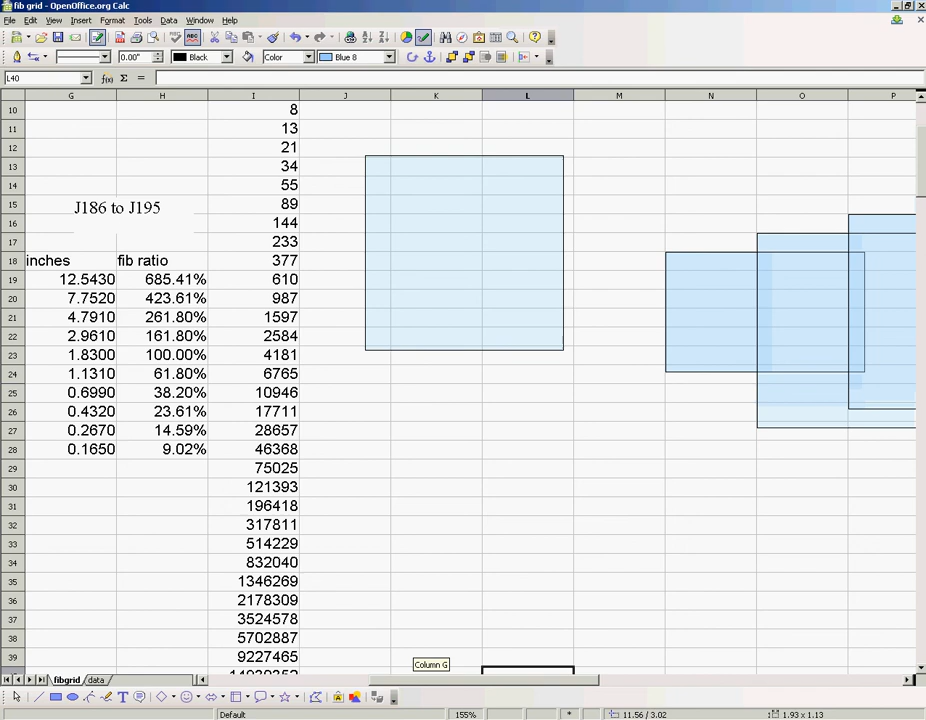 fib grid - OpenOffice.org Calc
File Edit View Insert Format Tools Data Window Help
0.00" Black Color Blue 8
L40
G H I J K L M N O P
10 8
11 13
12 21
13 34
14 55
15 J186 to J195 89
16 144
17 233
18 inches fib ratio 377
19 12.5430 685.41% 610
20 7.7520 423.61% 987
21 4.7910 261.80% 1597
22 2.9610 161.80% 2584
23 1.8300 100.00% 4181
24 1.1310 61.80% 6765
25 0.6990 38.20% 10946
26 0.4320 23.61% 17711
27 0.2670 14.59% 28657
28 0.1650 9.02% 46368
29 75025
30 121393
31 196418
32 317811
33 514229
34 832040
35 1346269
36 2178309
37 3524578
38 5702887
39 9227465
Column G
fibgrid data
Default 155% * 11.56 / 3.02 1.93 x 1.13